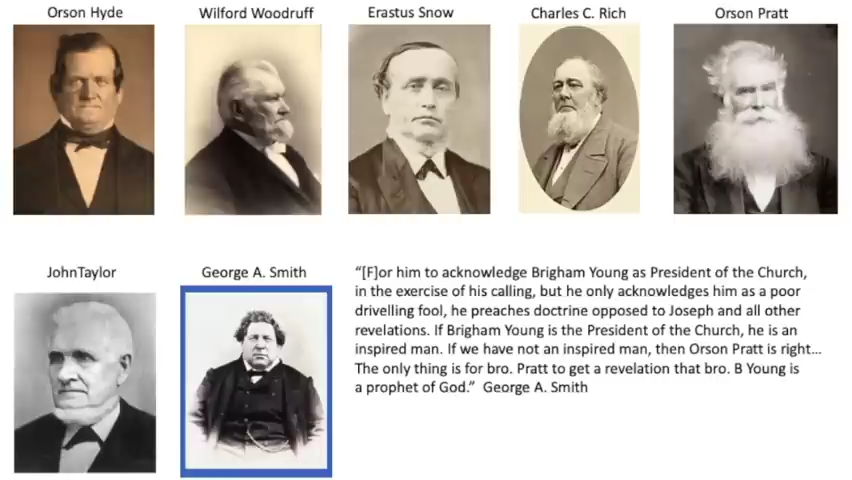 Orson Hyde
Wilford Woodruff
Erastus Snow
Charles C. Rich
Orson Pratt
JohnTaylor
George A. Smith
“[F]or him to acknowledge Brigham Young as President of the Church,
in the exercise of his calling, but he only acknowledges him as a poor
drivelling fool, he preaches doctrine opposed to Joseph and all other
revelations. If Brigham Young is the President of the Church, he is an
inspired man. If we have not an inspired man, then Orson Pratt is right…
The only thing is for bro. Pratt to get a revelation that bro. B Young is
a prophet of God.”  George A. Smith